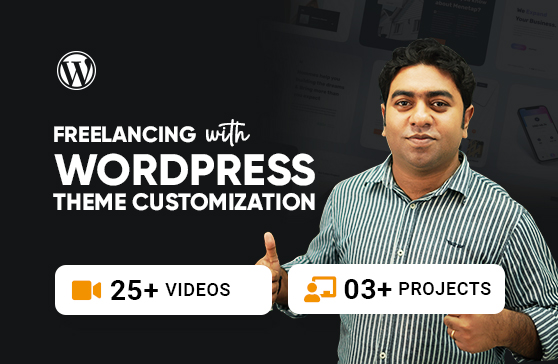 FREELANCING with
WORDPRESS
THEME CUSTOMIZATION
25+ VIDEOS
03+ PROJECTS